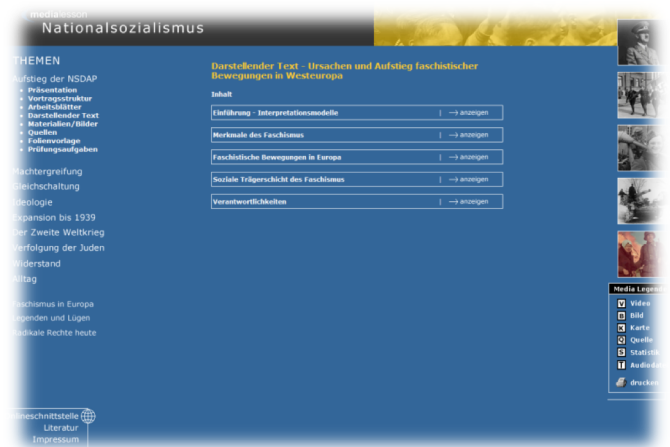 medialesson
Nationalsozialismus
THEMEN
Aufstieg der NSDAP
Präsentation
Vortragsstruktur
Arbeitsblätter
Darstellender Text
Materialien/Bilder
Quellen
Folienvorlage
Prüfungsaufgaben
Machtergreifung
Gleichschaltung
Ideologie
Expansion bis 1939
Der Zweite Weltkrieg
Verfolgung der Juden
Widerstand
Alltag
Faschismus in Europa
Legenden und Lügen
Radikale Rechte heute
Literatur
Impressum
Darstellender Text - Ursachen und Aufstieg faschistischer
Bewegungen in Westeuropa
Inhalt
Einführung - Interpretationsmodelle | → anzeigen
Merkmale des Faschismus | → anzeigen
Faschistische Bewegungen in Europa | → anzeigen
Soziale Trägerschicht des Faschismus | → anzeigen
Verantwortlichkeiten | → anzeigen
Media Legende
V Video
B Bild
K Karte
Q Quelle
S Statistik
T
drucken